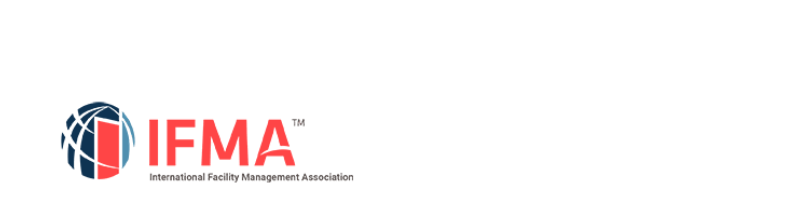 IFMA™
International Facility Management Association